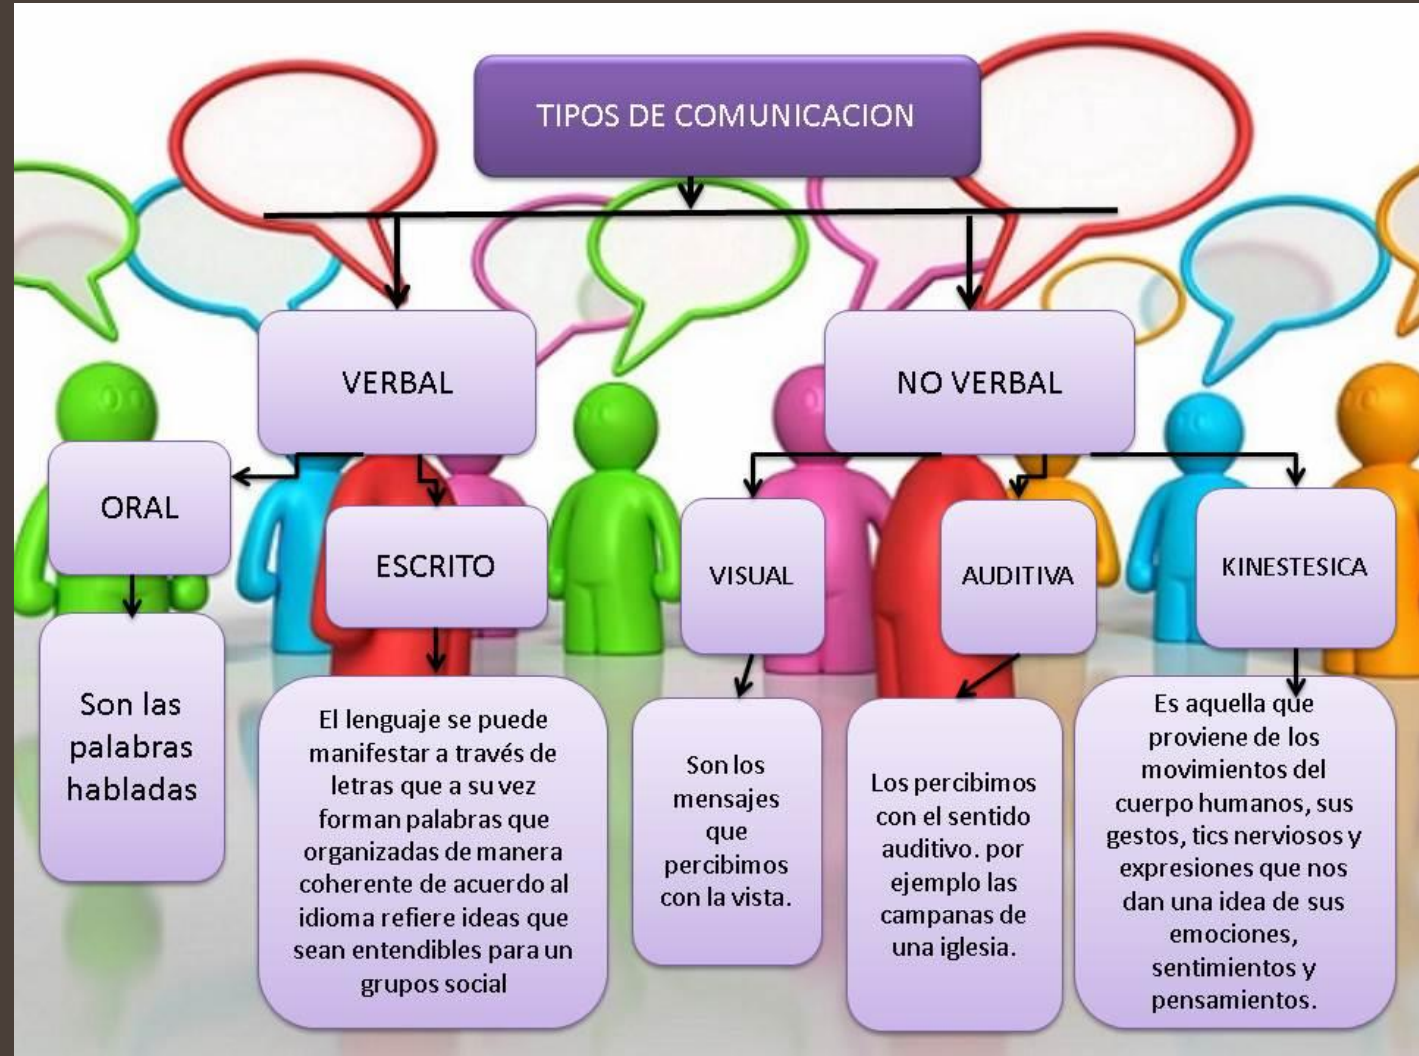 TIPOS DE COMUNICACION
VERBAL
NO VERBAL
ORAL
ESCRITO
VISUAL
AUDITIVA
KINESTESICA
Son las
palabras
habladas
El lenguaje se puede
manifestar a través de
letras que a su vez
forman palabras que
organizadas de manera
coherente de acuerdo al
idioma refiere ideas que
sean entendibles para un
grupos social
Son los
mensajes
que
percibimos
con la vista.
Los percibimos
con el sentido
auditivo. por
ejemplo las
campanas de
una iglesia.
Es aquella que
proviene de los
movimientos del
cuerpo humanos, sus
gestos, tics nerviosos y
expresiones que nos
dan una idea de sus
emociones,
sentimientos y
pensamientos.